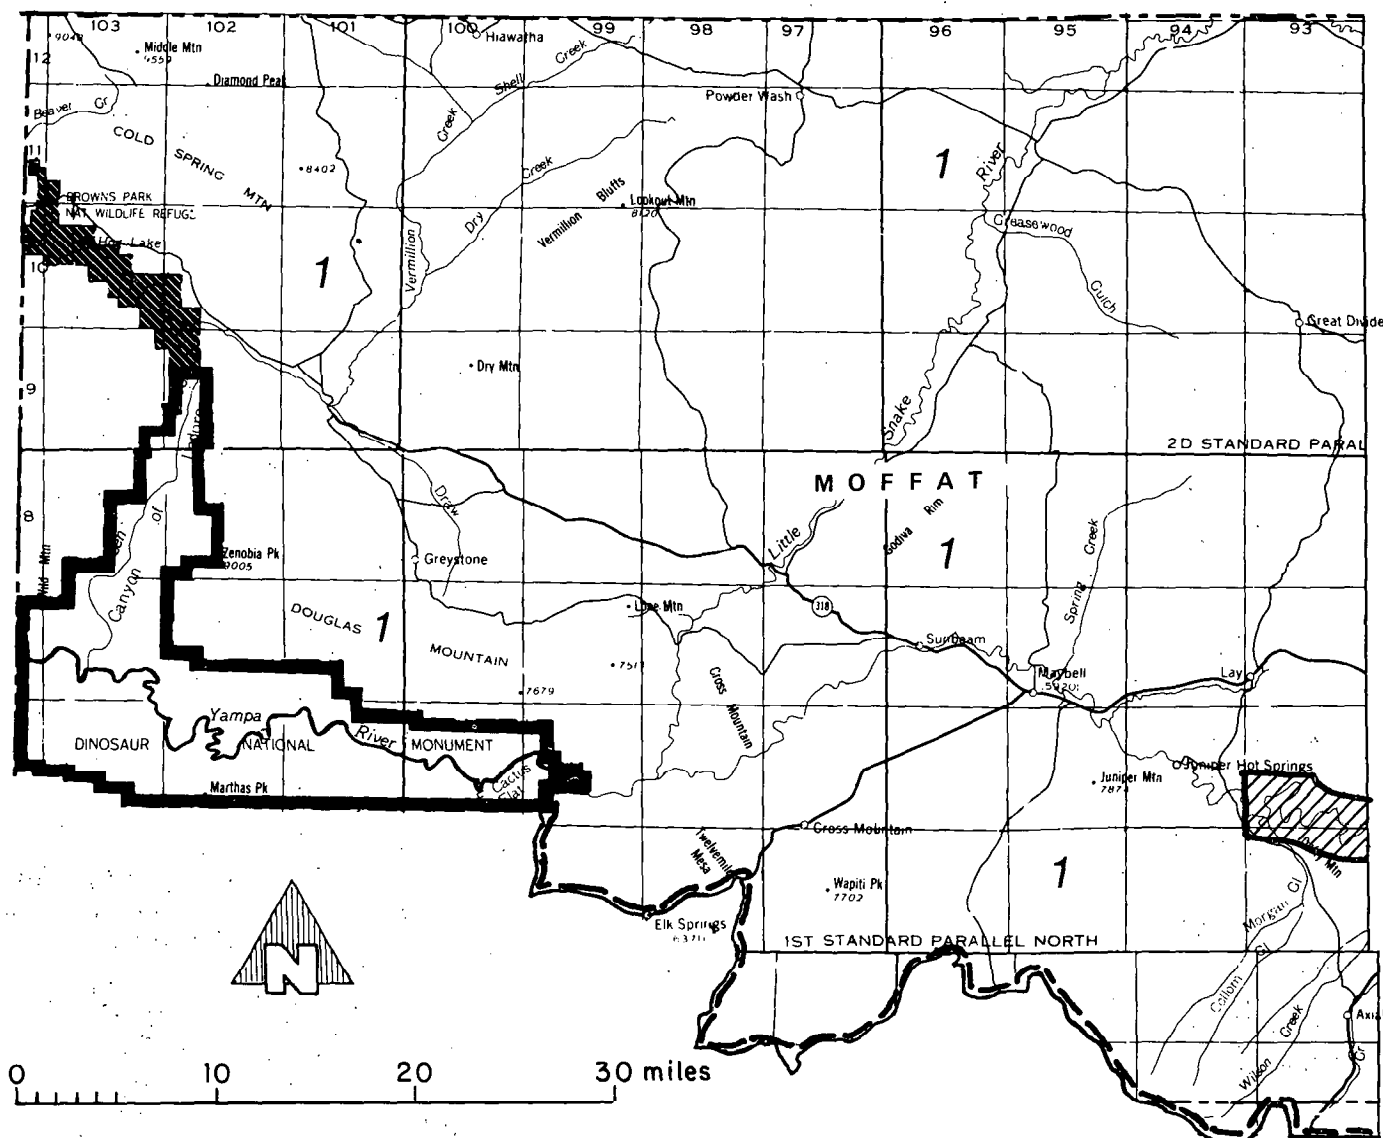 103
102
101
100
99
98
97
96
95
94
93
12
Middle Mtn
Hiawatha
Creek
Shell
Diamond Peak
Beaver Cr
Powder Wash
Creek
COLD SPRING MTN
11
8402
Creek
1
River
BROWNS PARK
NAT WILDLIFE REFUGE
Vermillion Bluffs
Lookout Mtn
8120
Dry
Greasewood
Vermillion
10
1
Gulch
Great Divide
Dry Mtn
9
Lodore
Snake
2D STANDARD PARAL
MOFFAT
8
of
Draw
Godiva Rim
Little
1
Creek
Zenobia Pk
9005
Greystone
Canyon
Spring
DOUGLAS
1
Lone Mtn
318
MOUNTAIN
Sunbeam
7517
Cross Mountain
Maybell
Lay
7679
Yampa
River
DINOSAUR NATIONAL MONUMENT
Juniper Hot Springs
Cactus
Flat
Juniper Mtn
Marthas Pk
Cross Mountain
Twelvemile
Mesa
Wapiti Pk
7702
1
Mtn
Elk Springs
Morgan Gl
1ST STANDARD PARALLEL NORTH
Collom Gl
N
Axia
Creek
Wilson
Cr
0 10 20 30 miles